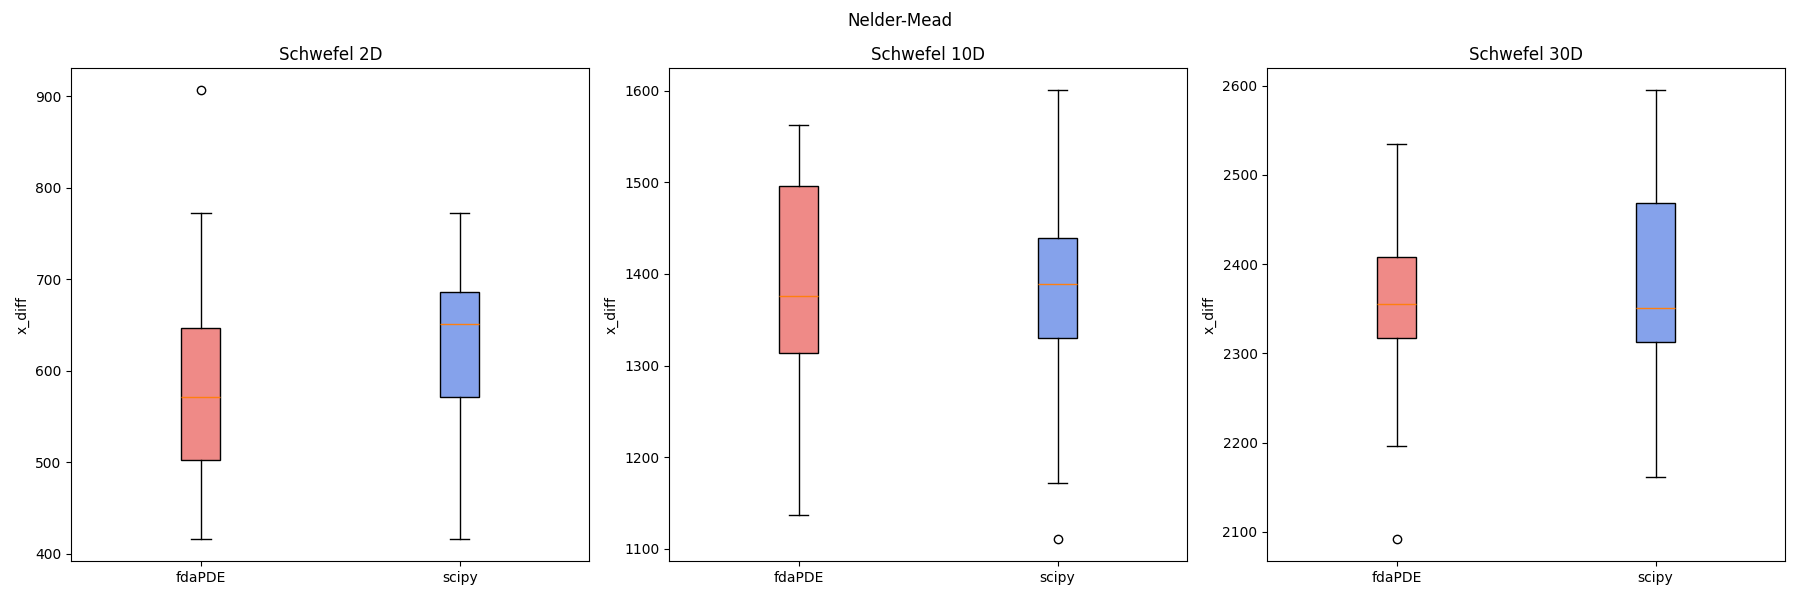 Nelder-Mead
Schwefel 2D
x_diff
900
800
700
600
500
400
fdaPDE
scipy
Schwefel 10D
x_diff
1600
1500
1400
1300
1200
1100
fdaPDE
scipy
Schwefel 30D
x_diff
2600
2500
2400
2300
2200
2100
fdaPDE
scipy